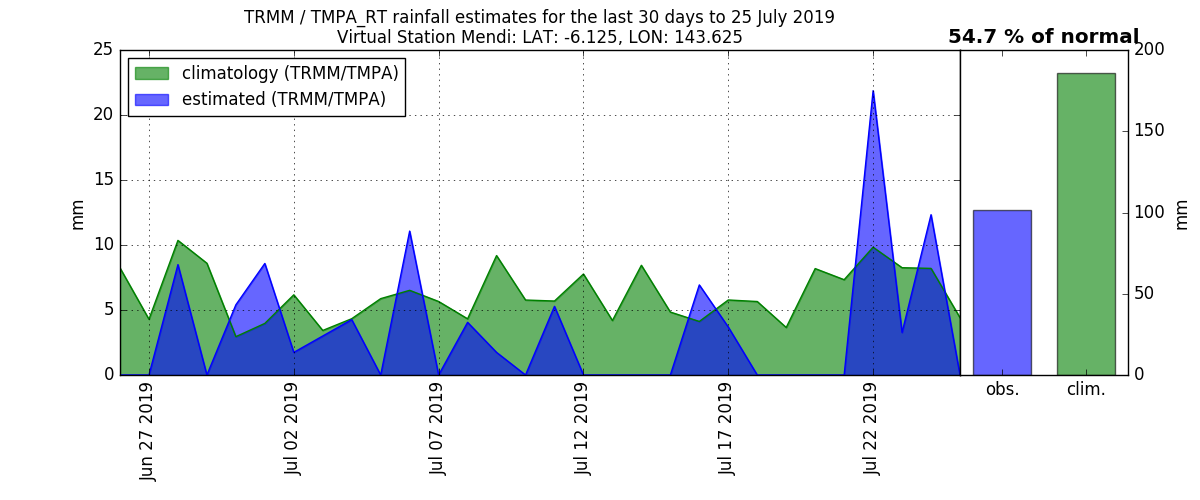 TRMM / TMPA_RT rainfall estimates for the last 30 days to 25 July 2019
Virtual Station Mendi: LAT: -6.125, LON: 143.625
54.7 % of normal
climatology (TRMM/TMPA)
estimated (TRMM/TMPA)
25
20
15
10
5
0
mm
Jun 27 2019
Jul 02 2019
Jul 07 2019
Jul 12 2019
Jul 17 2019
Jul 22 2019
obs.
clim.
200
150
100
50
0
mm